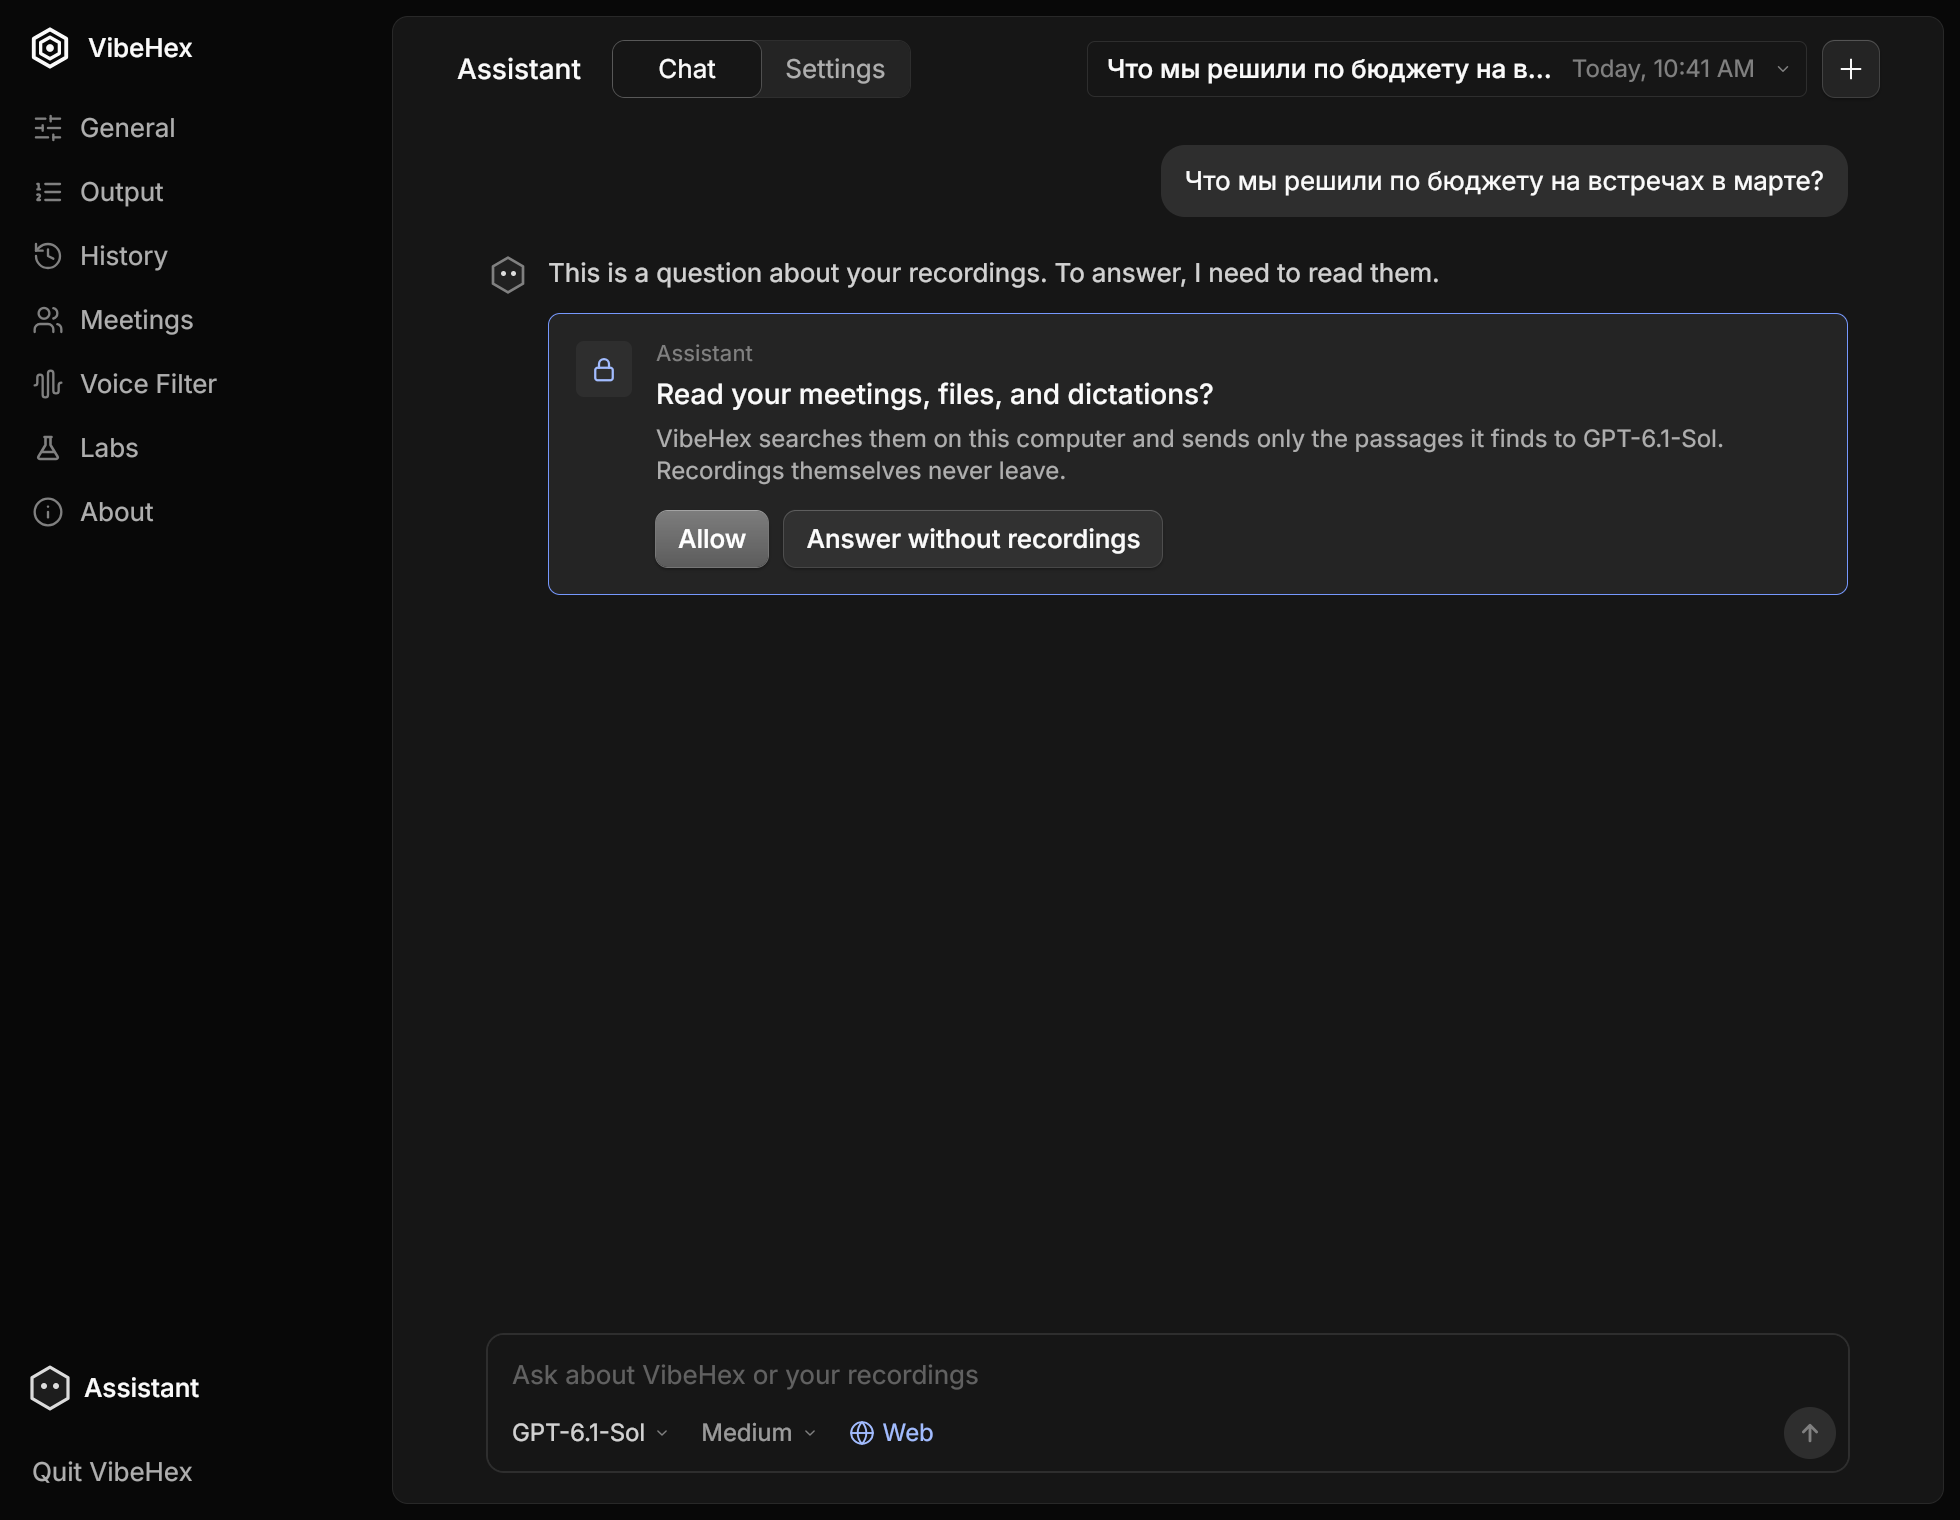 VibeHex
General
Output
History
Meetings
Voice Filter
Labs
About
Assistant
Quit VibeHex
Assistant
Chat
Settings
Что мы решили по бюджету на в...
Today, 10:41 AM
Что мы решили по бюджету на встречах в марте?
This is a question about your recordings. To answer, I need to read them.
Assistant
Read your meetings, files, and dictations?
VibeHex searches them on this computer and sends only the passages it finds to GPT-6.1-Sol.
Recordings themselves never leave.
Allow
Answer without recordings
Ask about VibeHex or your recordings
GPT-6.1-Sol
Medium
Web